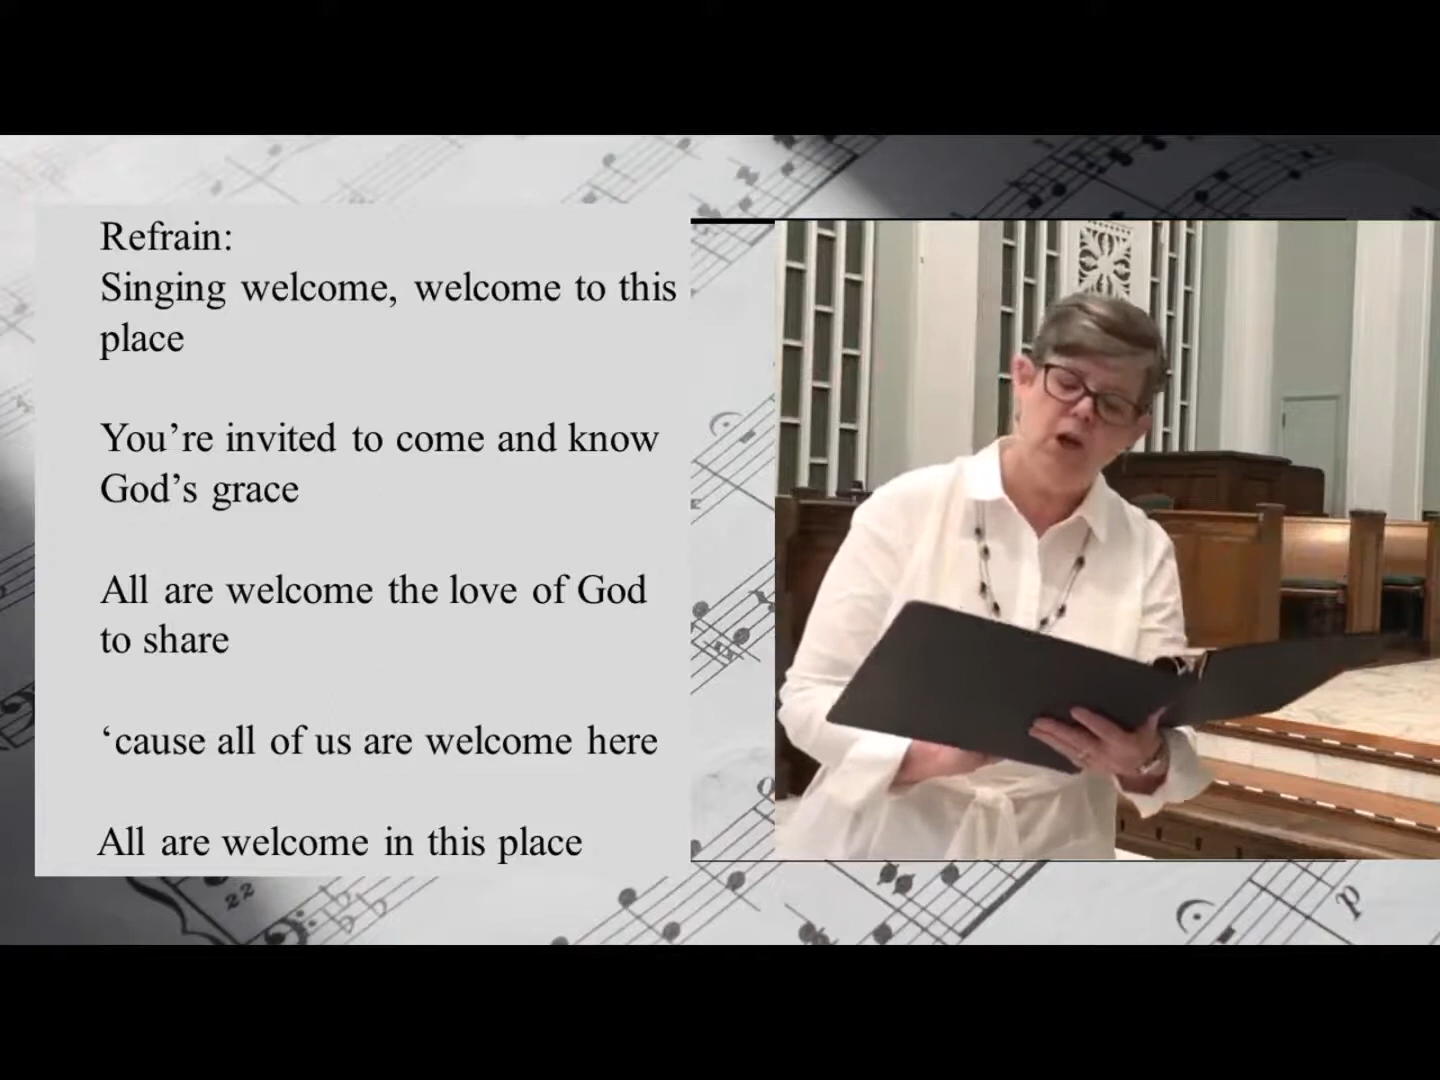 Refrain:
Singing welcome, welcome to this
place
You’re invited to come and know
God’s grace
All are welcome the love of God
to share
‘cause all of us are welcome here
All are welcome in this place
22
p